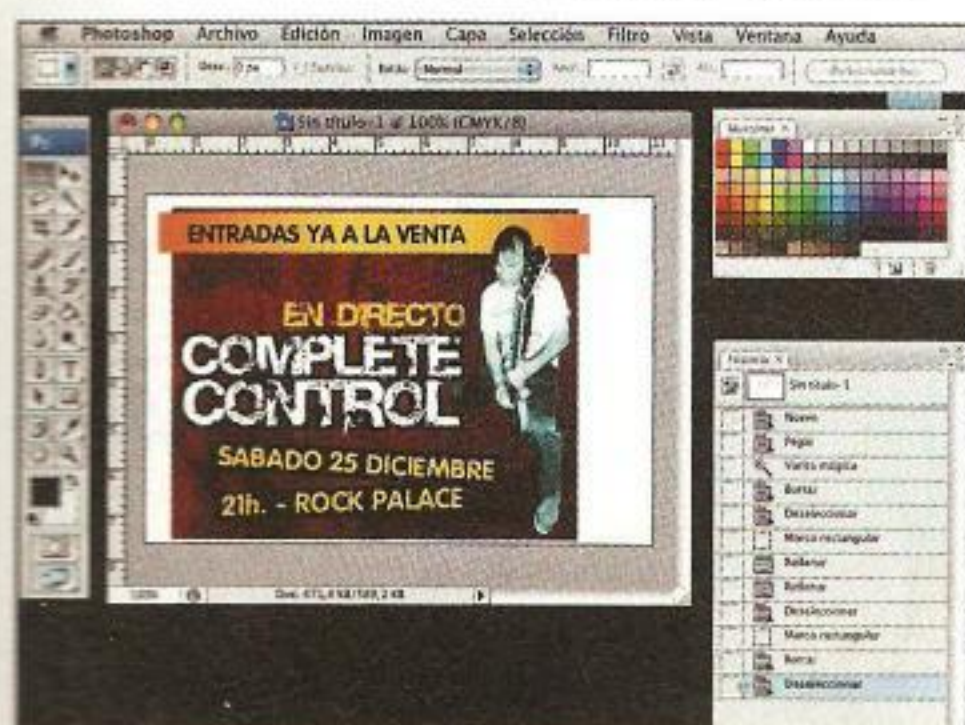 Photoshop Archivo Edición Imagen Capa Selección Filtro Vista Ventana Ayuda
Normal
Sin título-1 @ 100% (CMYK/8)
ENTRADAS YA A LA VENTA
EN DIRECTO
COMPLETE
CONTROL
SABADO 25 DICIEMBRE
21h. - ROCK PALACE
Sin título-1
Nuevo
Pegar
Varita mágica
Borrar
Deseleccionar
Marco rectangular
Rellenar
Rellenar
Deseleccionar
Marco rectangular
Borrar
Deseleccionar